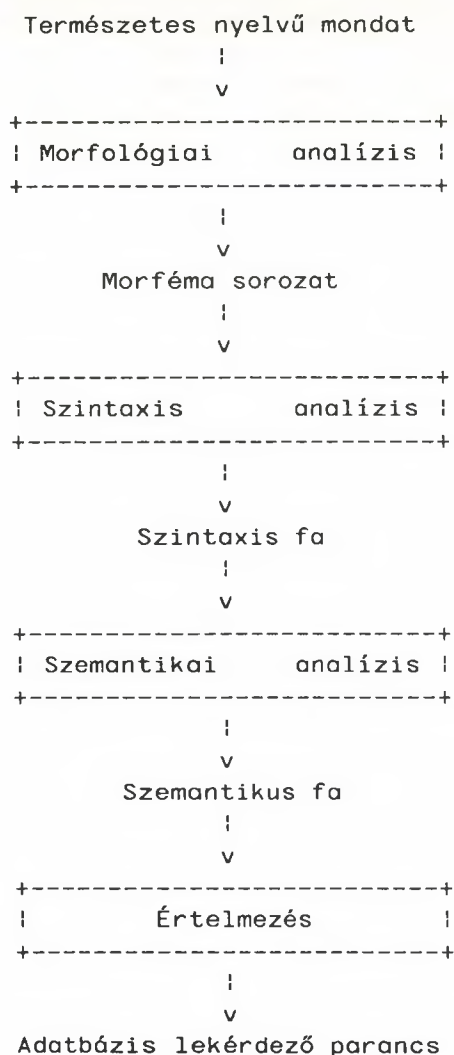 Természetes nyelvű mondat
¦
v
+--------------------------+
¦ Morfológiai analízis ¦
+--------------------------+
¦
v
Morféma sorozat
¦
v
+--------------------------+
¦ Szintaxis analízis ¦
+--------------------------+
¦
v
Szintaxis fa
¦
v
+--------------------------+
¦ Szemantikai analízis ¦
+--------------------------+
¦
v
Szemantikus fa
¦
v
+--------------------------+
¦ Értelmezés ¦
+--------------------------+
¦
v
Adatbázis lekérdező parancs